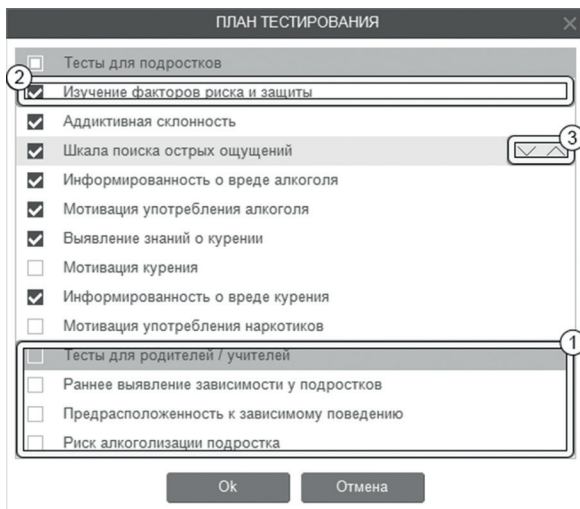 ПЛАН ТЕСТИРОВАНИЯ
Тесты для подростков
2
Изучение факторов риска и защиты
Аддиктивная склонность
3
Шкала поиска острых ощущений
Информированность о вреде алкоголя
Мотивация употребления алкоголя
Выявление знаний о курении
Мотивация курения
Информированность о вреде курения
Мотивация употребления наркотиков
1
Тесты для родителей / учителей
Раннее выявление зависимости у подростков
Предрасположенность к зависимому поведению
Риск алкоголизации подростка
Ok Отмена